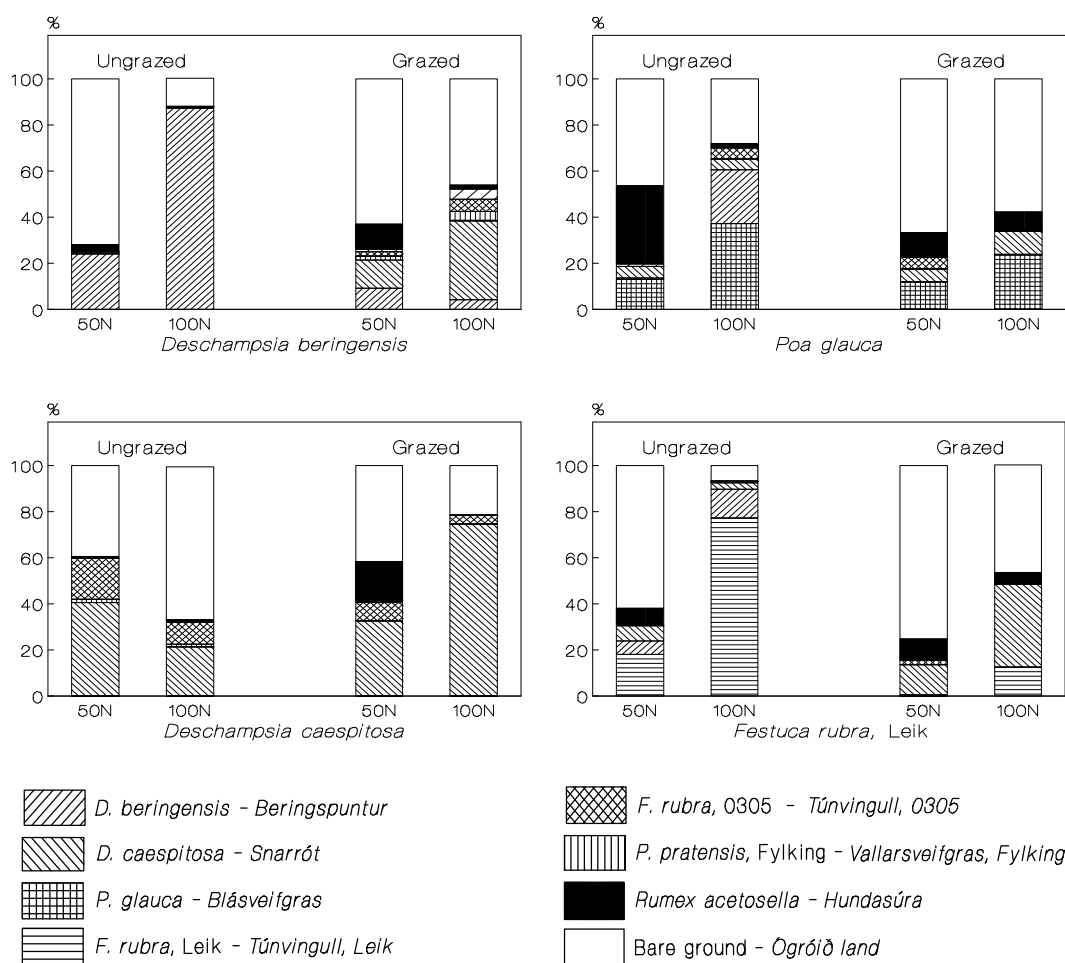 %
Ungrazed Grazed
100
80
60
40
20
0
50N 100N 50N 100N
Deschampsia beringensis
%
Ungrazed Grazed
100
80
60
40
20
0
50N 100N 50N 100N
Poa glauca
%
Ungrazed Grazed
100
80
60
40
20
0
50N 100N 50N 100N
Deschampsia caespitosa
%
Ungrazed Grazed
100
80
60
40
20
0
50N 100N 50N 100N
Festuca rubra, Leik
D. beringensis - Beringspuntur
D. caespitosa - Snarrót
P. glauca - Blásveifgras
F. rubra, Leik - Túnvingull, Leik
F. rubra, 0305 - Túnvingull, 0305
P. pratensis, Fylking - Vallarsveifgras, Fylking
Rumex acetosella - Hundasúra
Bare ground - Ógróið land